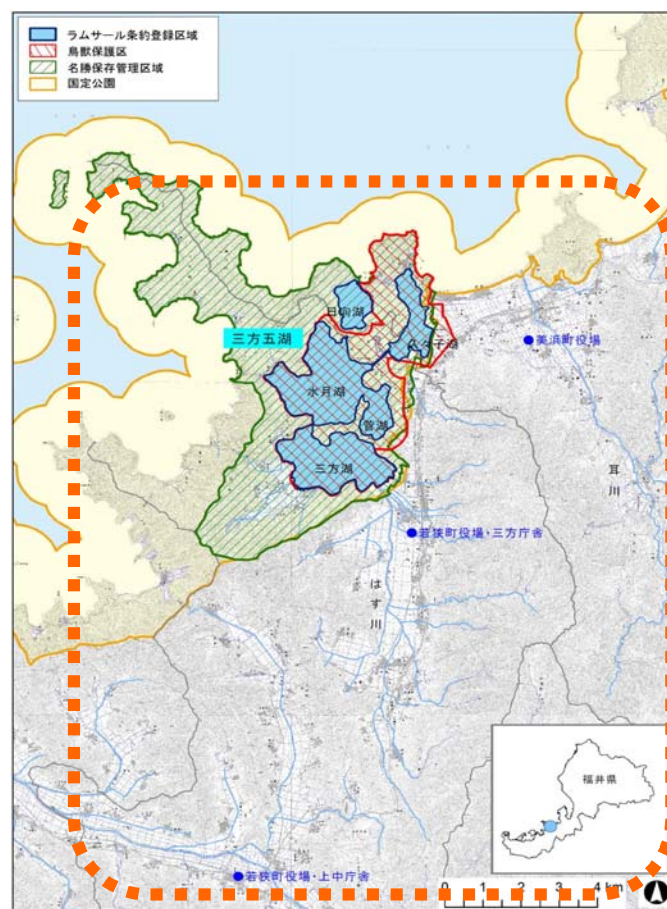 ラムサール条約登録区域
鳥獣保護区
名勝保存管理区域
国定公園
日向湖
三方五湖
久々子湖
美浜町役場
水月湖
菅湖
三方湖
耳川
若狭町役場・三方庁舎
はす川
福井県
若狭町役場・上中庁舎
0 1 2 3 4 km